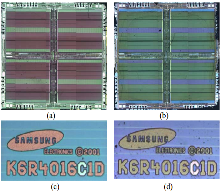 (a)
(b)
SAMSUNG
ELECTRONICS ©2001
K6R4016C1D
SAMSUNG
ELECTRONICS ©2001
K6R4016C1D
(c)
(d)